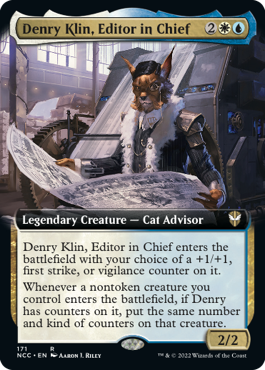 Denry Klin, Editor in Chief 2
Legendary Creature — Cat Advisor
Denry Klin, Editor in Chief enters the
battlefield with your choice of a +1/+1,
first strike, or vigilance counter on it.
Whenever a nontoken creature you
control enters the battlefield, if Denry
has counters on it, put the same number
and kind of counters on that creature.
2/2
171 R
NCC • EN AARON J. RILEY
™ & © 2022 Wizards of the Coast